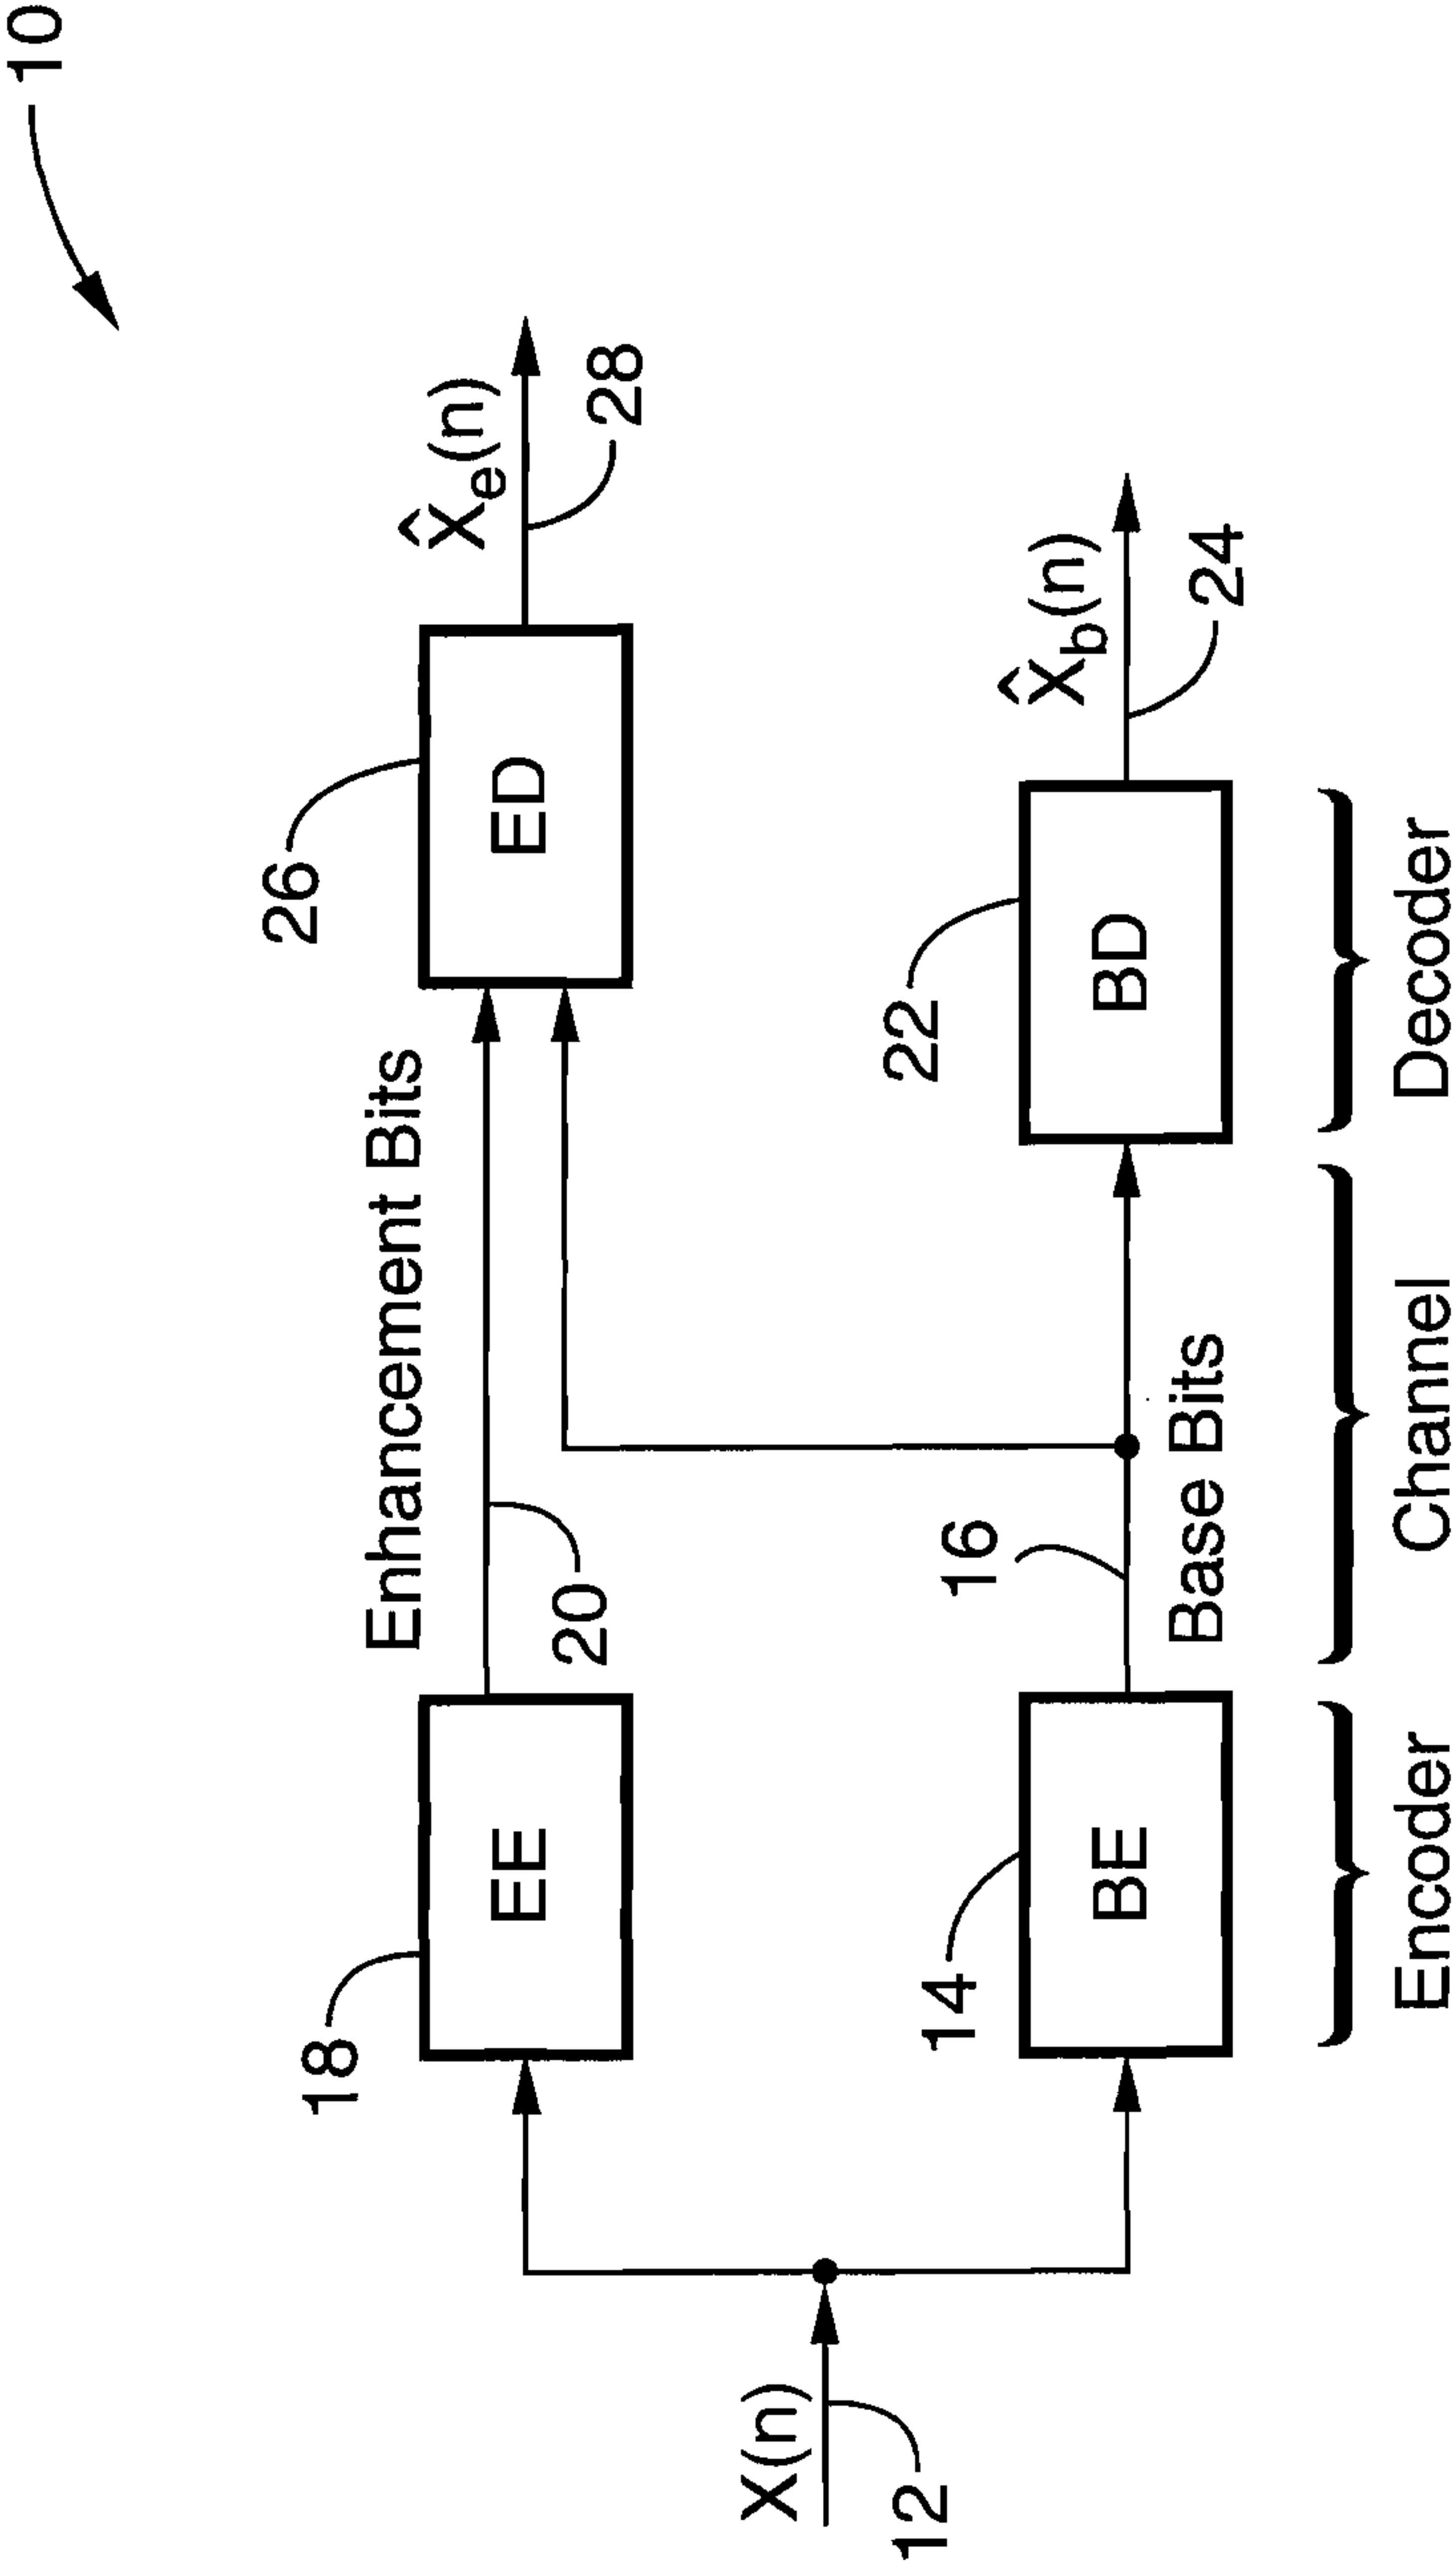 10
Enhancement Bits
X̂e(n)
18
EE
20
26
ED
28
X(n)
12
14
BE
16
Base Bits
22
BD
X̂b(n)
24
Encoder
Channel
Decoder